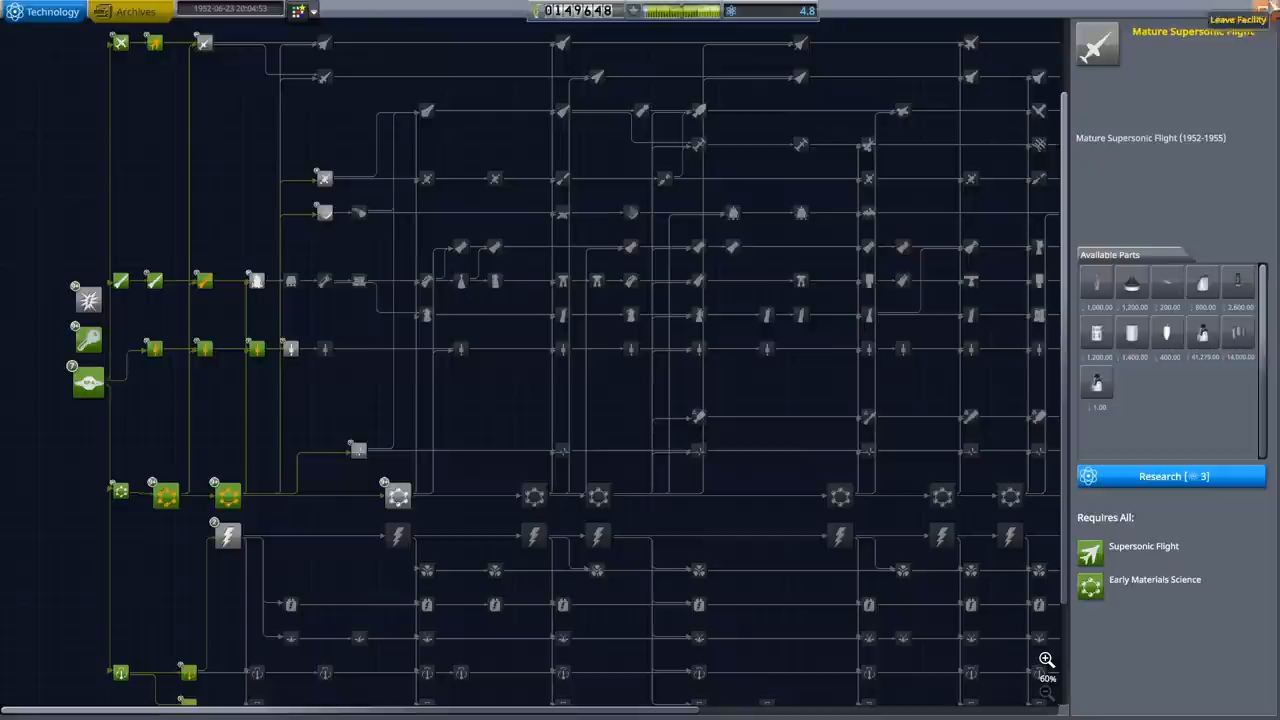 Technology
Archives
1952-06-23 20:04:53
0149648
4.8
Leave Facility
Mature Supersonic Flight
Mature Supersonic Flight (1952-1955)
Available Parts
1,000.00 1,200.00 200.00 800.00 2,600.00
1,200.00 1,400.00 400.00 41,279.00 14,000.00
1.00
Research [ 3]
Requires All:
Supersonic Flight
Early Materials Science
60%